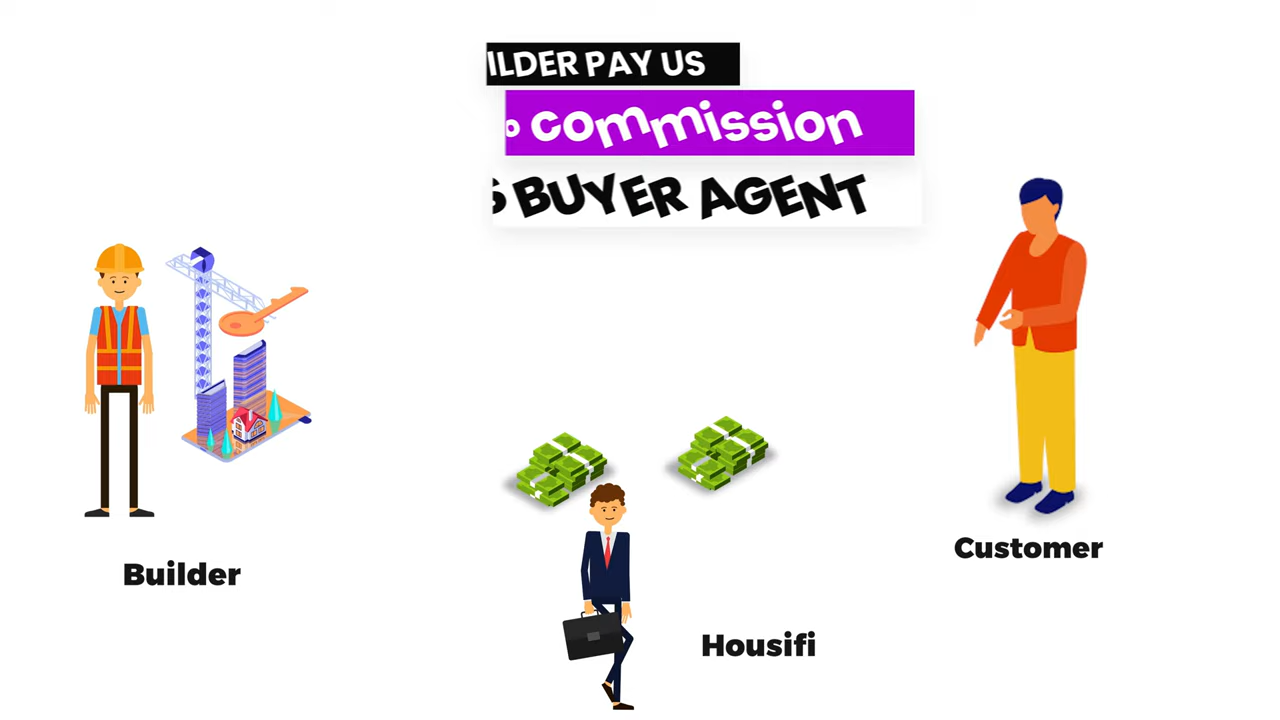 ILDER PAY US
commission
BUYER AGENT
Builder
Customer
Housifi